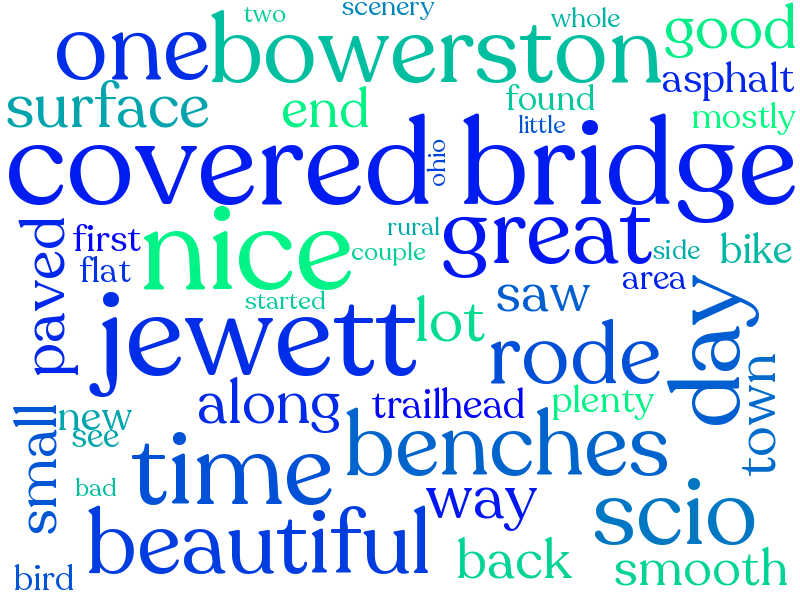 two
scenery
whole
one
bowerston
good
asphalt
surface
end
found
mostly
little
covered bridge
ohio
paved
first
nice
rural
great
couple
side
bike
flat
area
started
saw
day
jewett
lot
rode
along
trailhead
plenty
town
small
new
see
time
benches
bad
way
scio
beautiful
back
smooth
bird